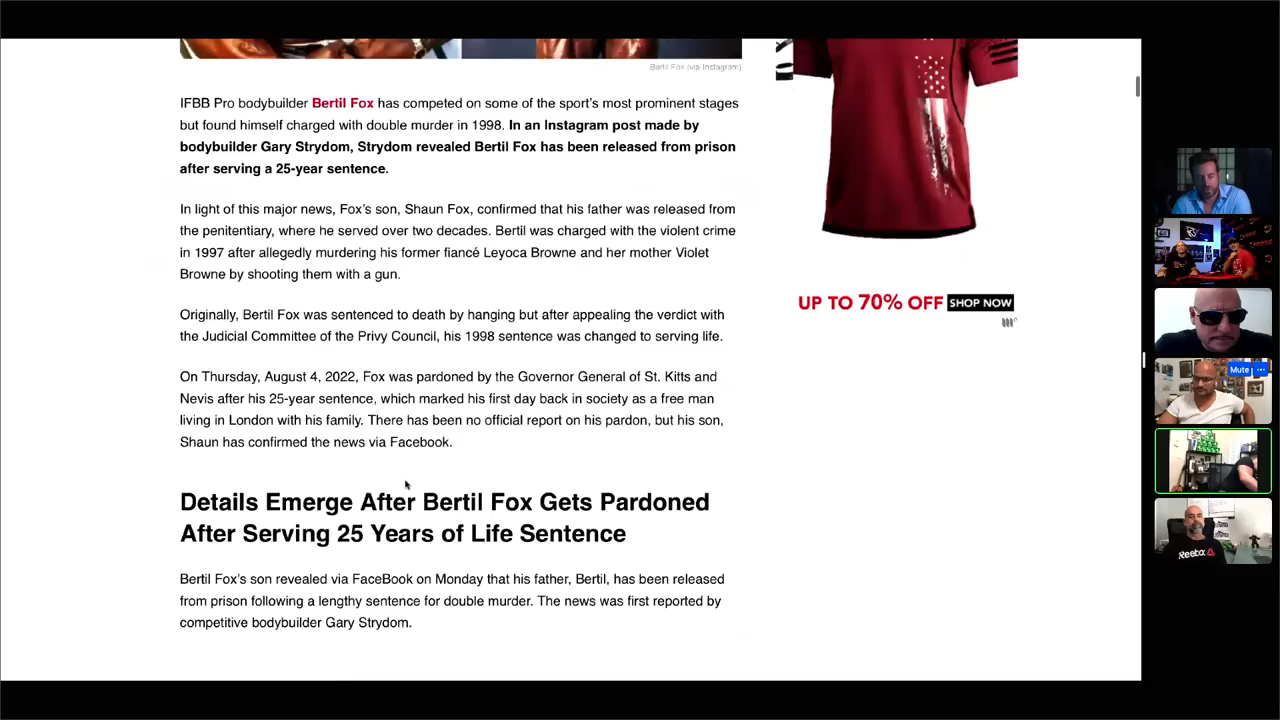 Bertil Fox (via Instagram)
IFBB Pro bodybuilder Bertil Fox has competed on some of the sport's most prominent stages
but found himself charged with double murder in 1998. In an Instagram post made by
bodybuilder Gary Strydom, Strydom revealed Bertil Fox has been released from prison
after serving a 25-year sentence.
In light of this major news, Fox's son, Shaun Fox, confirmed that his father was released from
the penitentiary, where he served over two decades. Bertil was charged with the violent crime
in 1997 after allegedly murdering his former fiancé Leyoca Browne and her mother Violet
Browne by shooting them with a gun.
Originally, Bertil Fox was sentenced to death by hanging but after appealing the verdict with
the Judicial Committee of the Privy Council, his 1998 sentence was changed to serving life.
On Thursday, August 4, 2022, Fox was pardoned by the Governor General of St. Kitts and
Nevis after his 25-year sentence, which marked his first day back in society as a free man
living in London with his family. There has been no official report on his pardon, but his son,
Shaun has confirmed the news via Facebook.
Details Emerge After Bertil Fox Gets Pardoned
After Serving 25 Years of Life Sentence
Bertil Fox's son revealed via FaceBook on Monday that his father, Bertil, has been released
from prison following a lengthy sentence for double murder. The news was first reported by
competitive bodybuilder Gary Strydom.
UP TO 70% OFF SHOP NOW
Mute
Reebok